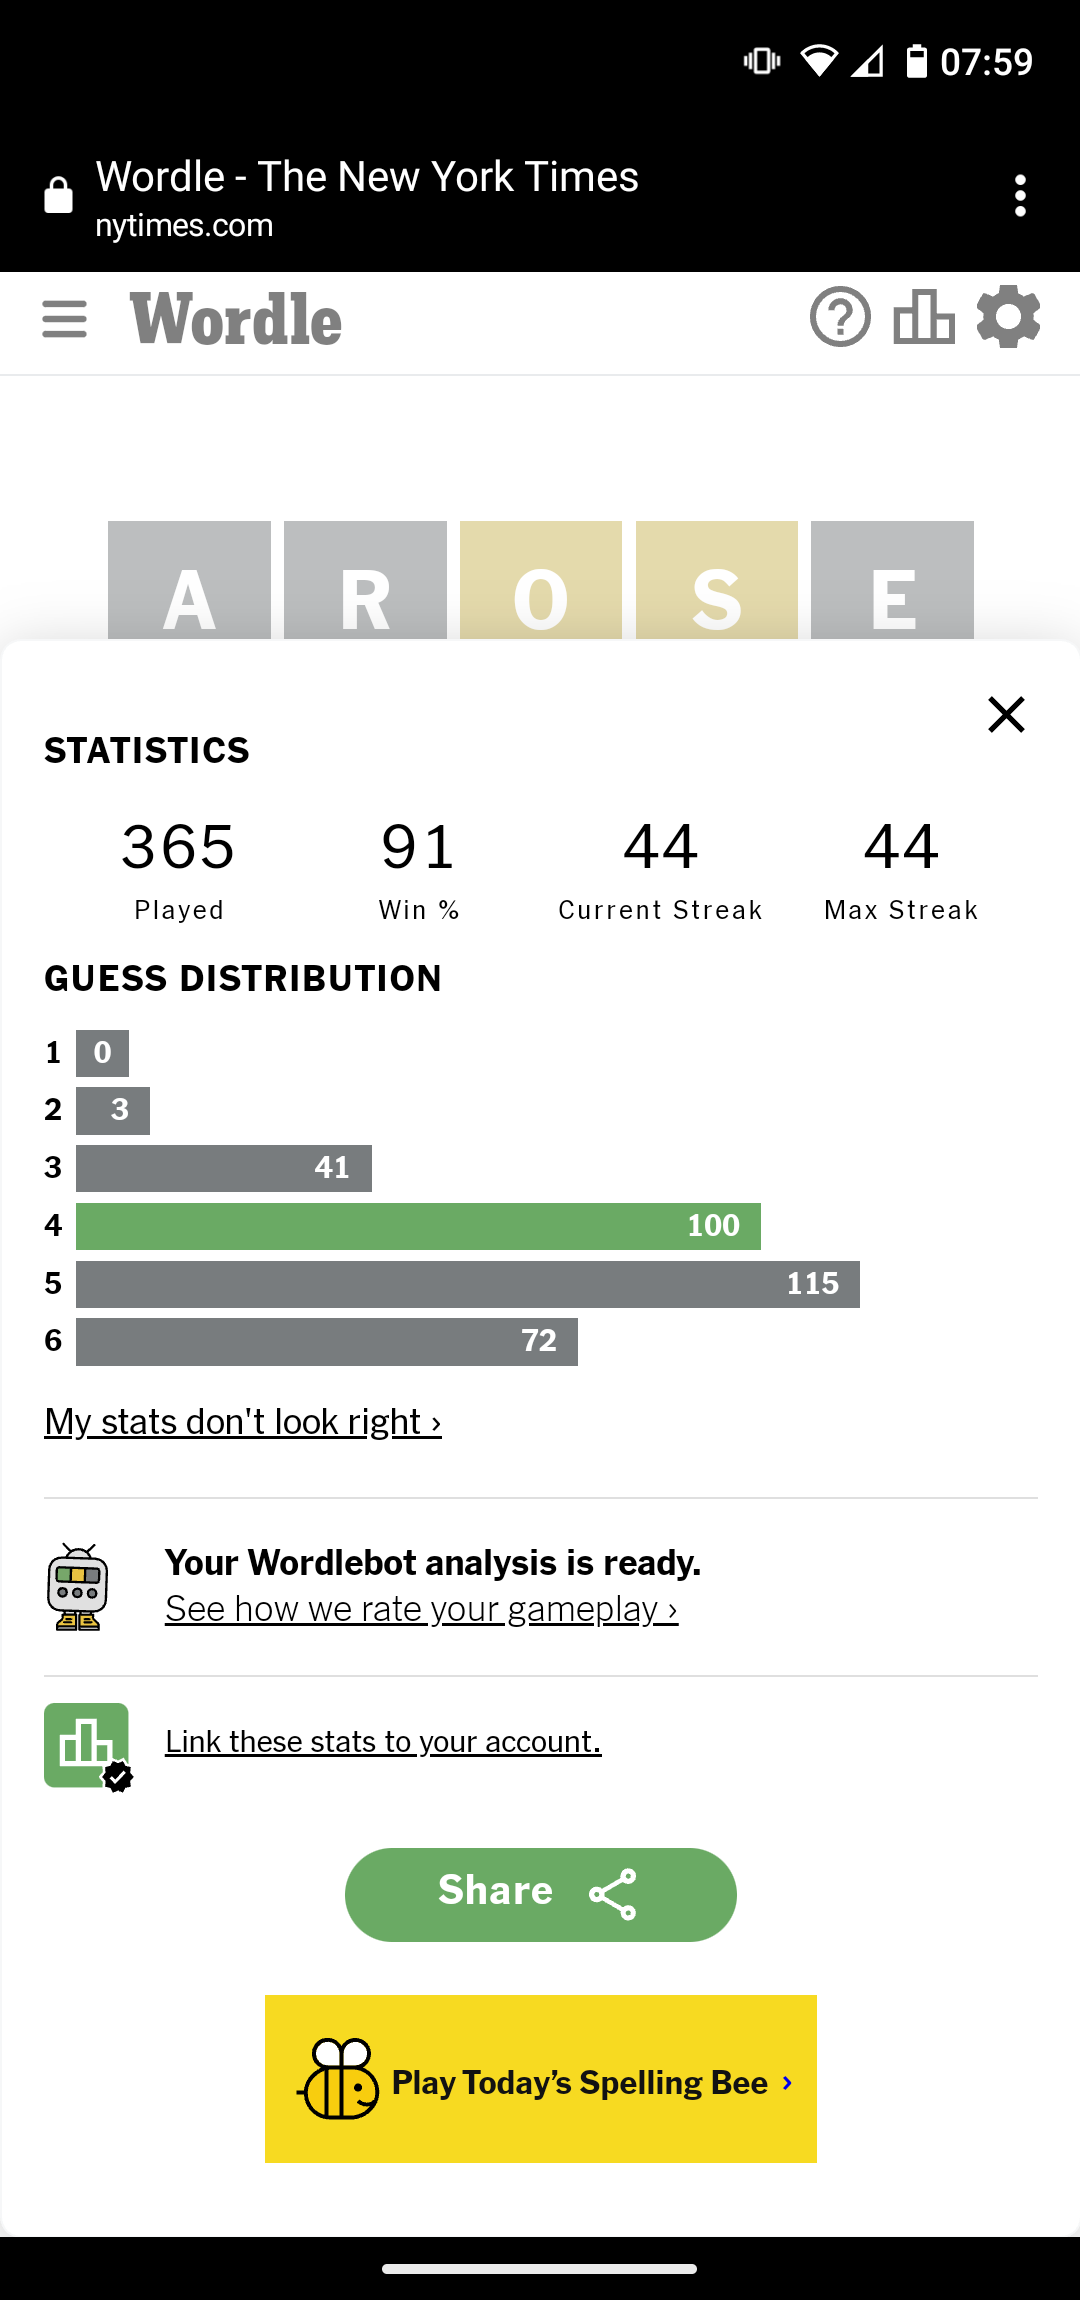 07:59
Wordle - The New York Times
nytimes.com
Wordle
A R O S E
STATISTICS
365 91 44 44
Played Win % Current Streak Max Streak
GUESS DISTRIBUTION
1 0
2 3
3 41
4 100
5 115
6 72
My stats don't look right ›
Your Wordlebot analysis is ready.
See how we rate your gameplay ›
Link these stats to your account.
Share
Play Today’s Spelling Bee ›